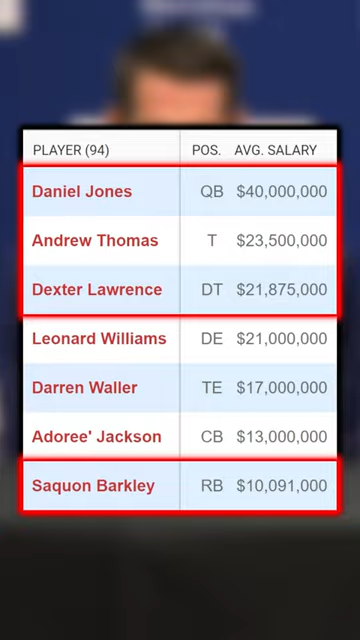 PLAYER (94) POS. AVG. SALARY
Daniel Jones QB $40,000,000
Andrew Thomas T $23,500,000
Dexter Lawrence DT $21,875,000
Leonard Williams DE $21,000,000
Darren Waller TE $17,000,000
Adoree' Jackson CB $13,000,000
Saquon Barkley RB $10,091,000